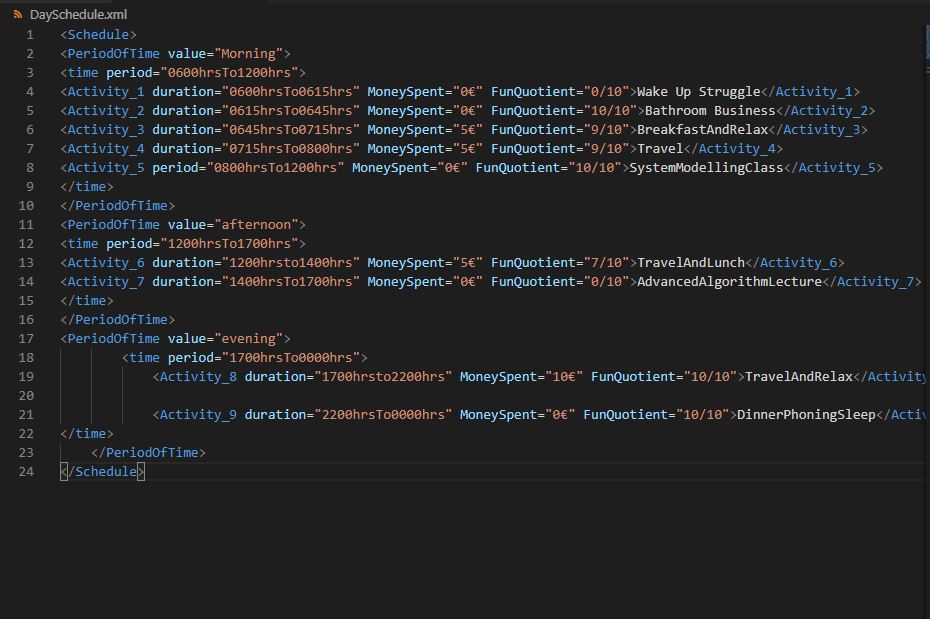 DaySchedule.xml
1 <Schedule>
2 <PeriodOfTime value="Morning">
3 <time period="0600hrsTo1200hrs">
4 <Activity_1 duration="0600hrsTo0615hrs" MoneySpent="0€" FunQuotient="0/10">Wake Up Struggle</Activity_1>
5 <Activity_2 duration="0615hrsTo0645hrs" MoneySpent="0€" FunQuotient="10/10">Bathroom Business</Activity_2>
6 <Activity_3 duration="0645hrsTo0715hrs" MoneySpent="5€" FunQuotient="9/10">BreakfastAndRelax</Activity_3>
7 <Activity_4 duration="0715hrsTo0800hrs" MoneySpent="5€" FunQuotient="9/10">Travel</Activity_4>
8 <Activity_5 period="0800hrsTo1200hrs" MoneySpent="0€" FunQuotient="10/10">SystemModellingClass</Activity_5>
9 </time>
10 </PeriodOfTime>
11 <PeriodOfTime value="afternoon">
12 <time period="1200hrsTo1700hrs">
13 <Activity_6 duration="1200hrsto1400hrs" MoneySpent="5€" FunQuotient="7/10">TravelAndLunch</Activity_6>
14 <Activity_7 duration="1400hrsTo1700hrs" MoneySpent="0€" FunQuotient="0/10">AdvancedAlgorithmLecture</Activity_7>
15 </time>
16 </PeriodOfTime>
17 <PeriodOfTime value="evening">
18 <time period="1700hrsTo0000hrs">
19 <Activity_8 duration="1700hrsto2200hrs" MoneySpent="10€" FunQuotient="10/10">TravelAndRelax</Activity
20
21 <Activity_9 duration="2200hrsTo0000hrs" MoneySpent="0€" FunQuotient="10/10">DinnerPhoningSleep</Activ
22 </time>
23 </PeriodOfTime>
24 </Schedule>